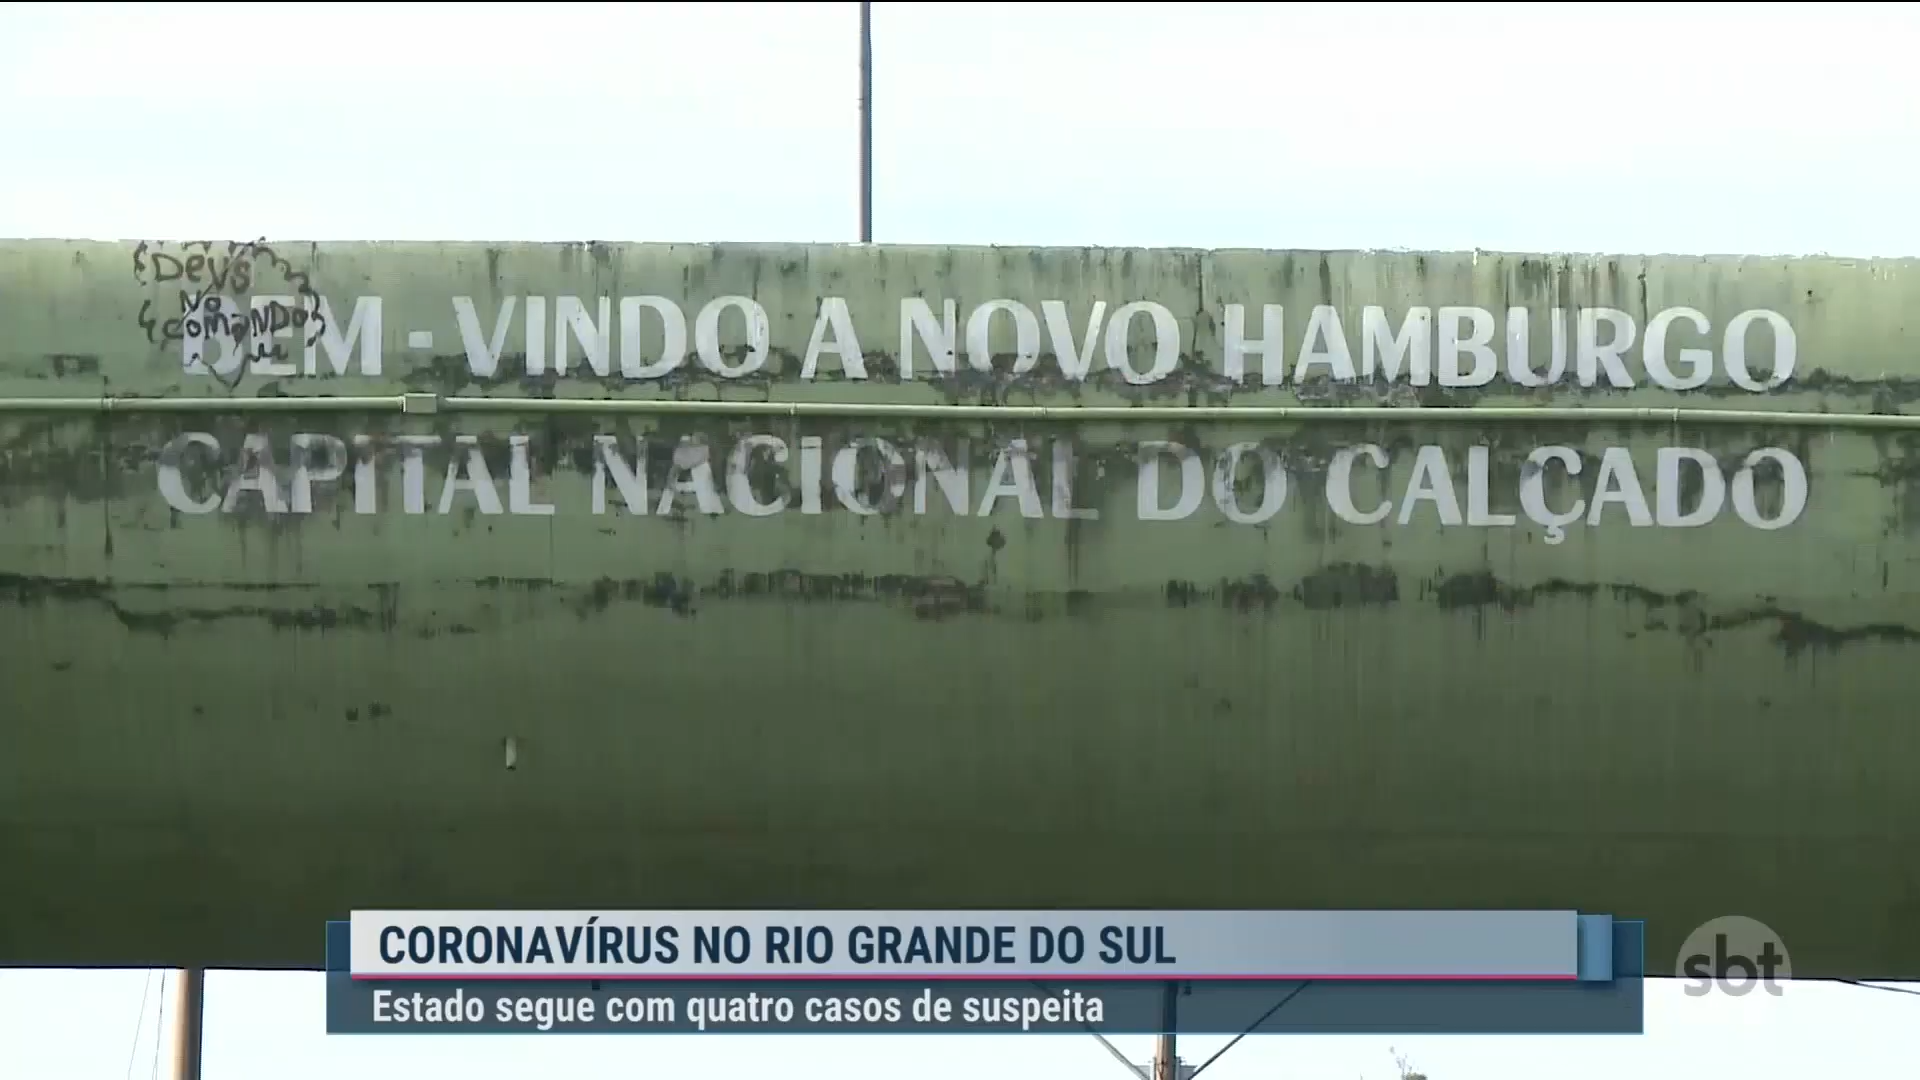 Devs
No
comando
BEM - VINDO A NOVO HAMBURGO
CAPITAL NACIONAL DO CALÇADO
CORONAVÍRUS NO RIO GRANDE DO SUL
Estado segue com quatro casos de suspeita
sbt